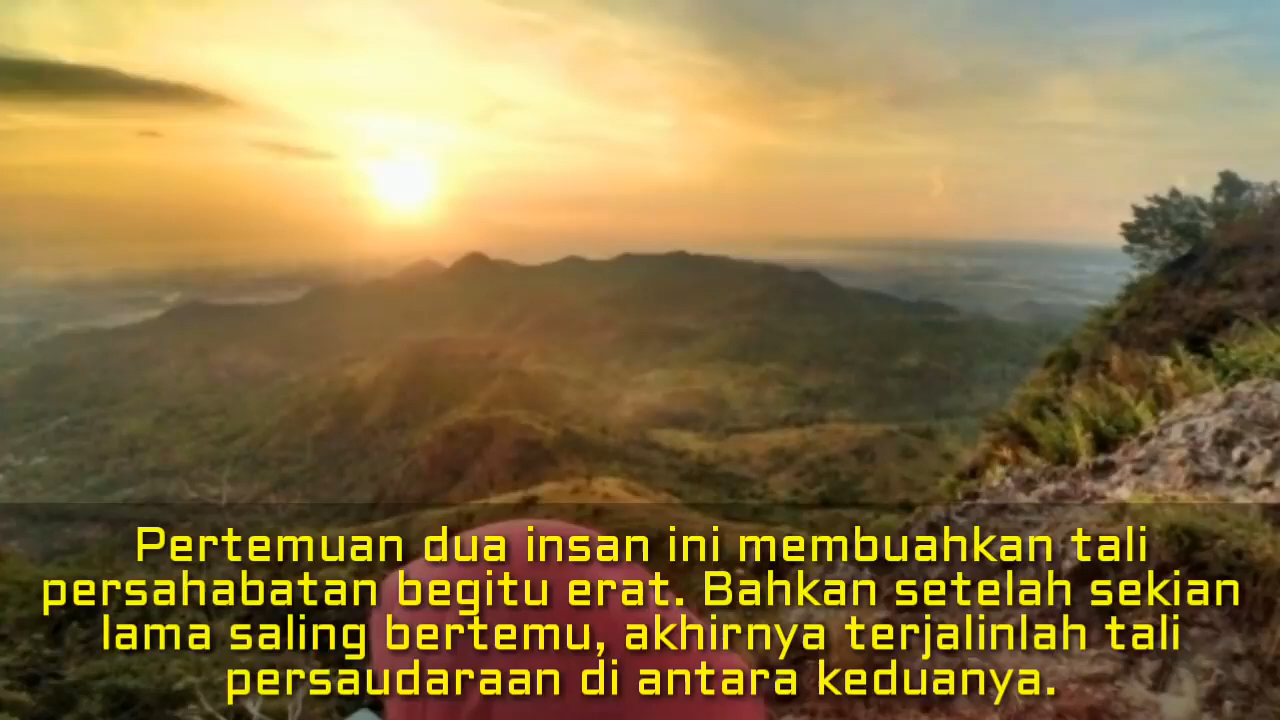 Pertemuan dua insan ini membuahkan tali
persahabatan begitu erat. Bahkan setelah sekian
lama saling bertemu, akhirnya terjalinlah tali
persaudaraan di antara keduanya.